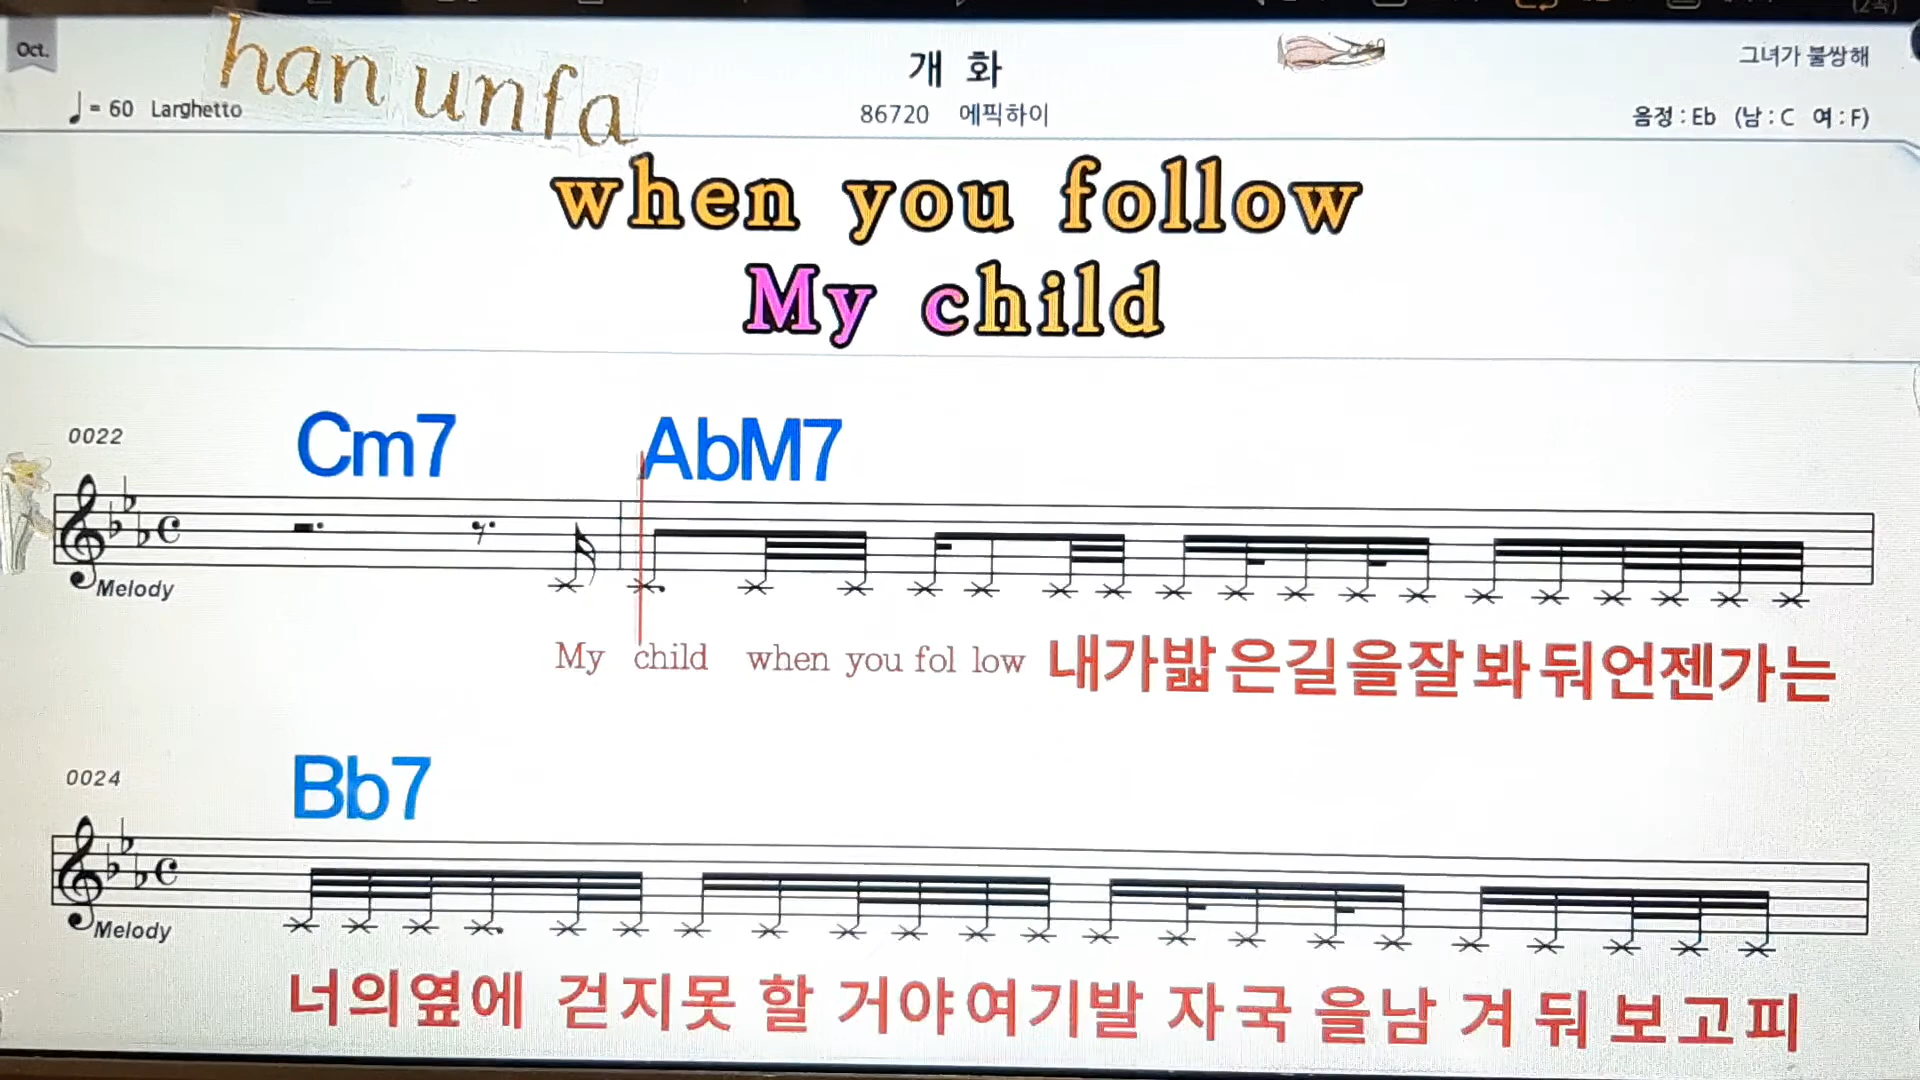 (2폭)
Oct.
han unfa
개 화
그녀가 불쌍해
♩= 60 Larghetto
86720 에픽하이
음정 : Eb (남 : C 여 : F)
when you follow
My child
0022
Cm7 AbM7
Melody
My child when you fol low 내가밟은길을잘 봐 둬언젠가는
0024
Bb7
Melody
너의옆에 걷지못 할 거야여기발 자국 을남 겨 둬 보고피